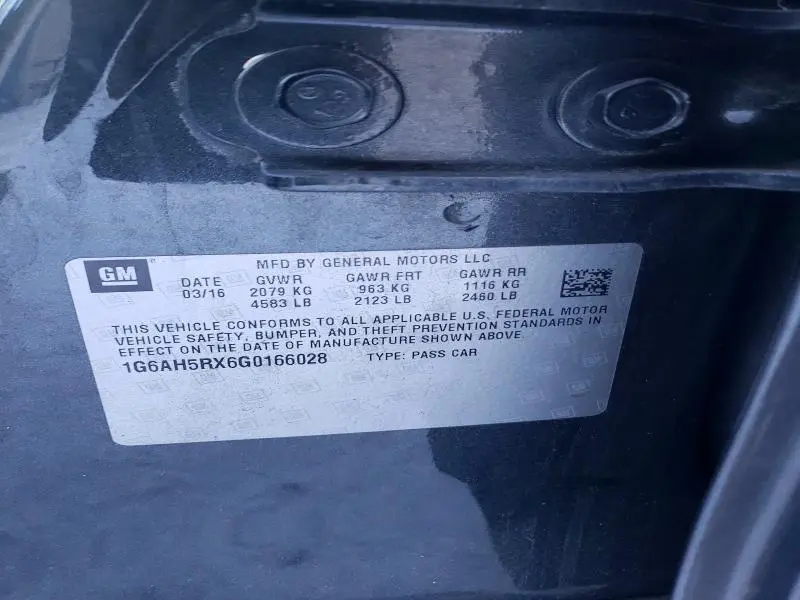 GM
MFD BY GENERAL MOTORS LLC
DATE GVWR GAWR FRT GAWR RR
03/16 2079 KG 963 KG 1116 KG
4583 LB 2123 LB 2460 LB
THIS VEHICLE CONFORMS TO ALL APPLICABLE U.S. FEDERAL MOTOR
VEHICLE SAFETY, BUMPER, AND THEFT PREVENTION STANDARDS IN
EFFECT ON THE DATE OF MANUFACTURE SHOWN ABOVE.
1G6AH5RX6G0166028 TYPE: PASS CAR